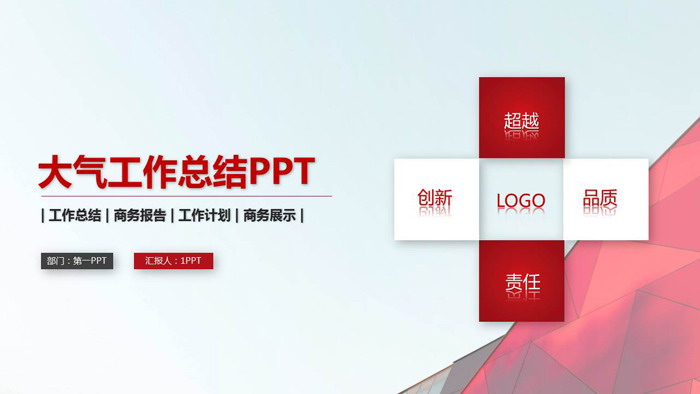 大气工作总结PPT
| 工作总结 | 商务报告 | 工作计划 | 商务展示 |
部门：第一PPT
汇报人：1PPT
超越
创新
LOGO
品质
责任